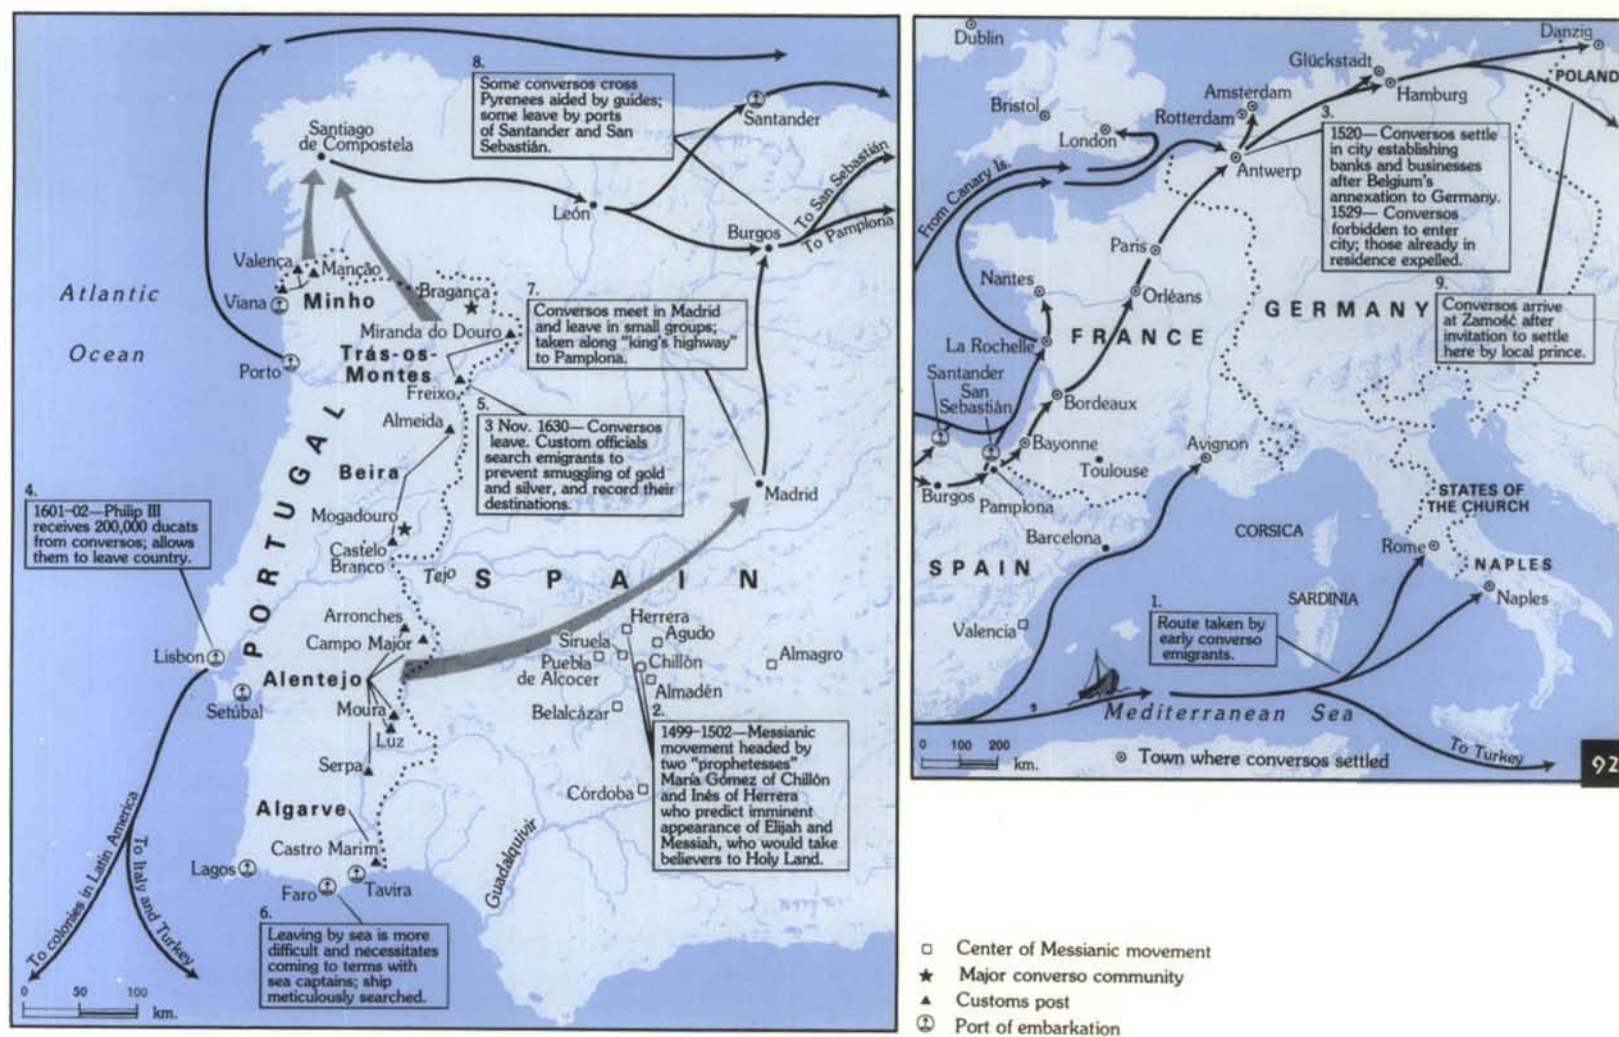 8.
Some conversos cross
Pyrenees aided by guides;
some leave by ports
of Santander and San
Sebastián.
Santander
Santiago
de Compostela
León
Burgos
To San Sebastián
To Pamplona
Valença
Manção
Viana
Minho
Bragança
Atlantic
Ocean
Miranda do Douro
Porto
Trás-os-
Montes
Freixo
7.
Conversos meet in Madrid
and leave in small groups;
taken along "king's highway"
to Pamplona.
Almeida
5.
3 Nov. 1630— Conversos
leave. Custom officials
search emigrants to
prevent smuggling of gold
and silver, and record their
destinations.
Beira
Madrid
PORTUGAL
4.
1601-02—Philip III
receives 200,000 ducats
from conversos; allows
them to leave country.
Mogadouro
Castelo
Branco
Tejo
SPAIN
Arronches
Campo Major
Lisbon
Alentejo
Setúbal
Moura
Luz
Serpa
Herrera
Siruela
Agudo
Puebla
de Alcocer
Chillón
Almagro
Almadén
Belalcázar
2.
1499-1502—Messianic
movement headed by
two "prophetesses"
María Gómez of Chillón
and Inés of Herrera
who predict imminent
appearance of Elijah and
Messiah, who would take
believers to Holy Land.
Córdoba
Guadalquivir
Algarve
Castro Marim
Lagos
Faro
Tavira
6.
Leaving by sea is more
difficult and necessitates
coming to terms with
sea captains; ship
meticulously searched.
To colonies in Latin America
To Italy and Turkey
0 50 100
km.
Dublin
Danzig
Glückstadt
POLAND
Hamburg
Bristol
Amsterdam
Rotterdam
London
Antwerp
3.
1520— Conversos settle
in city establishing
banks and businesses
after Belgium's
annexation to Germany.
1529— Conversos
forbidden to enter
city; those already in
residence expelled.
From Canary Is.
Paris
Nantes
Orléans
GERMANY
9.
Conversos arrive
at Zamość after
invitation to settle
here by local prince.
FRANCE
La Rochelle
Santander
San
Sebastián
Bordeaux
Bayonne
Avignon
Toulouse
Burgos
Pamplona
STATES OF
THE CHURCH
CORSICA
Barcelona
Rome
SPAIN
NAPLES
SARDINIA
Naples
1.
Route taken by
early converso
emigrants.
Valencia
Mediterranean Sea
To Turkey
0 100 200
km.
Town where conversos settled
92
Center of Messianic movement
Major converso community
Customs post
Port of embarkation